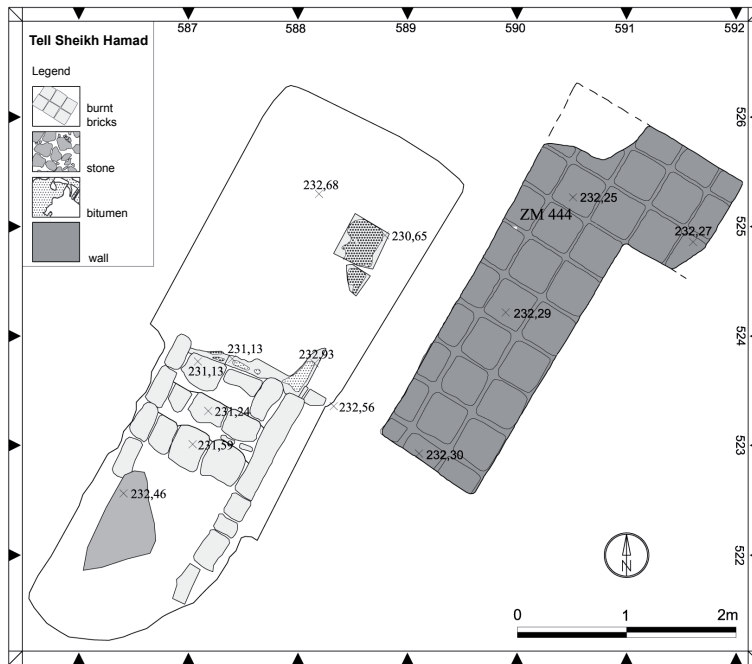 587 588 589 590 591 592
Tell Sheikh Hamad
Legend
burnt
bricks
stone
bitumen
wall
526
525
524
523
522
232,68
230,65
232,25
ZM 444
232,27
232,29
231,13
232,93
231,13
232,56
231,24
231,59
232,30
232,46
N
0 1 2m